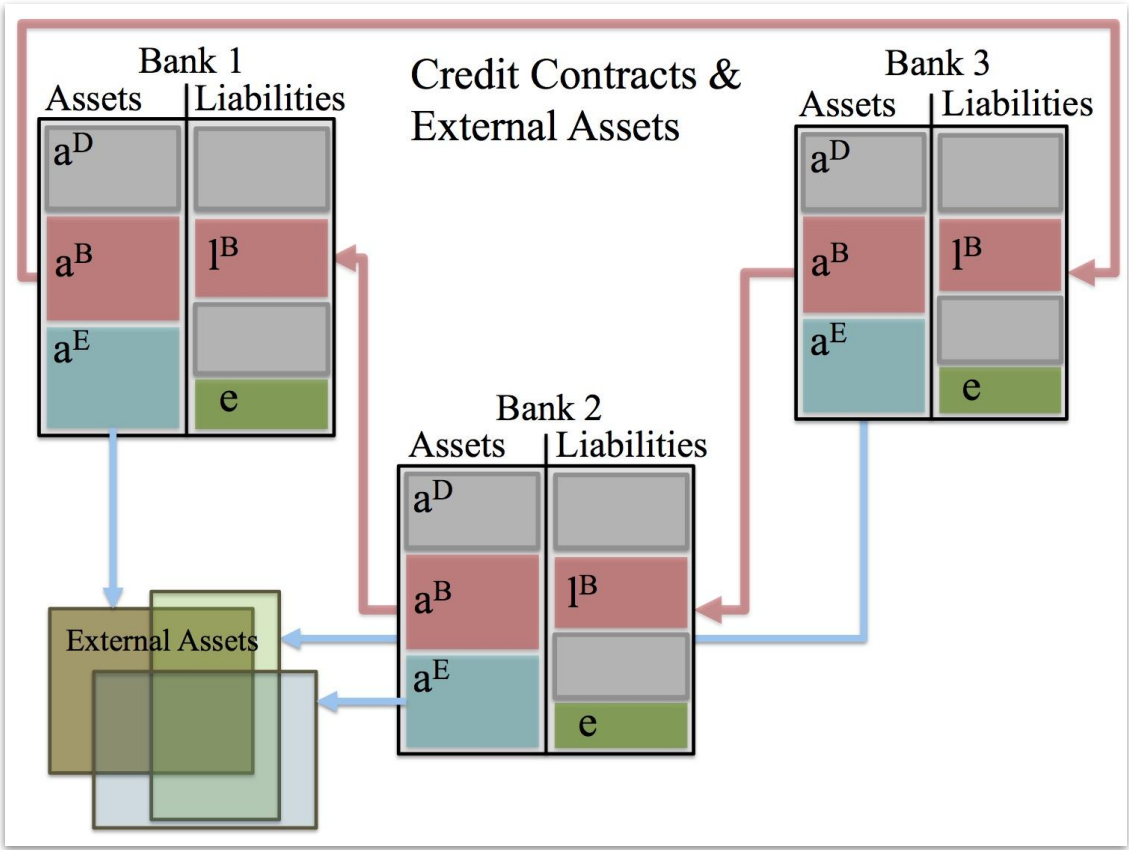 Bank 1
Assets Liabilities
a^D
a^B l^B
a^E
e
Credit Contracts &
External Assets
Bank 3
Assets Liabilities
a^D
a^B l^B
a^E
e
Bank 2
Assets Liabilities
a^D
a^B l^B
a^E
e
External Assets